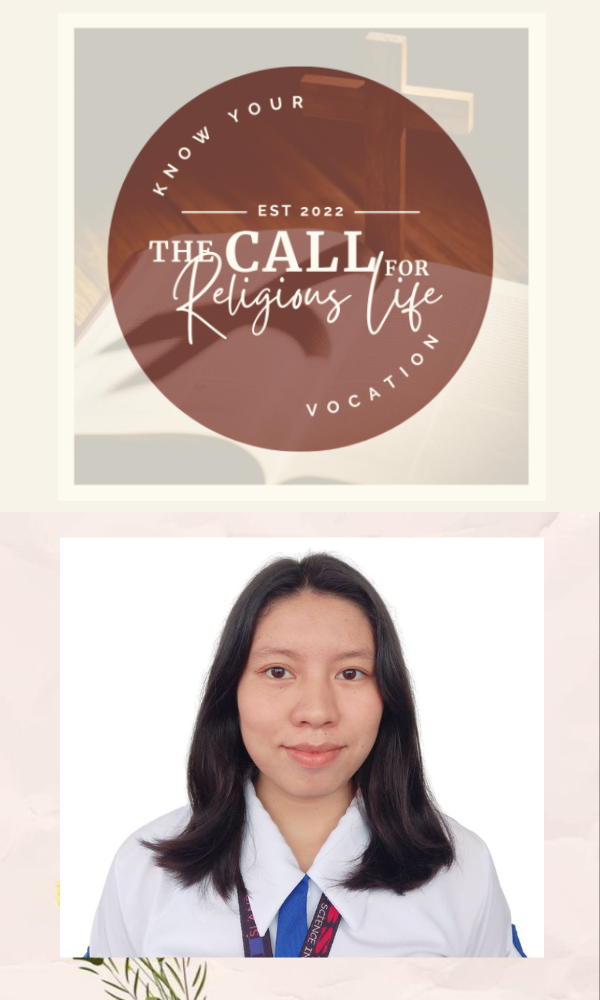 KNOW YOUR
EST 2022
THE CALL FOR
Religious Life
VOCATION
SCIENCE